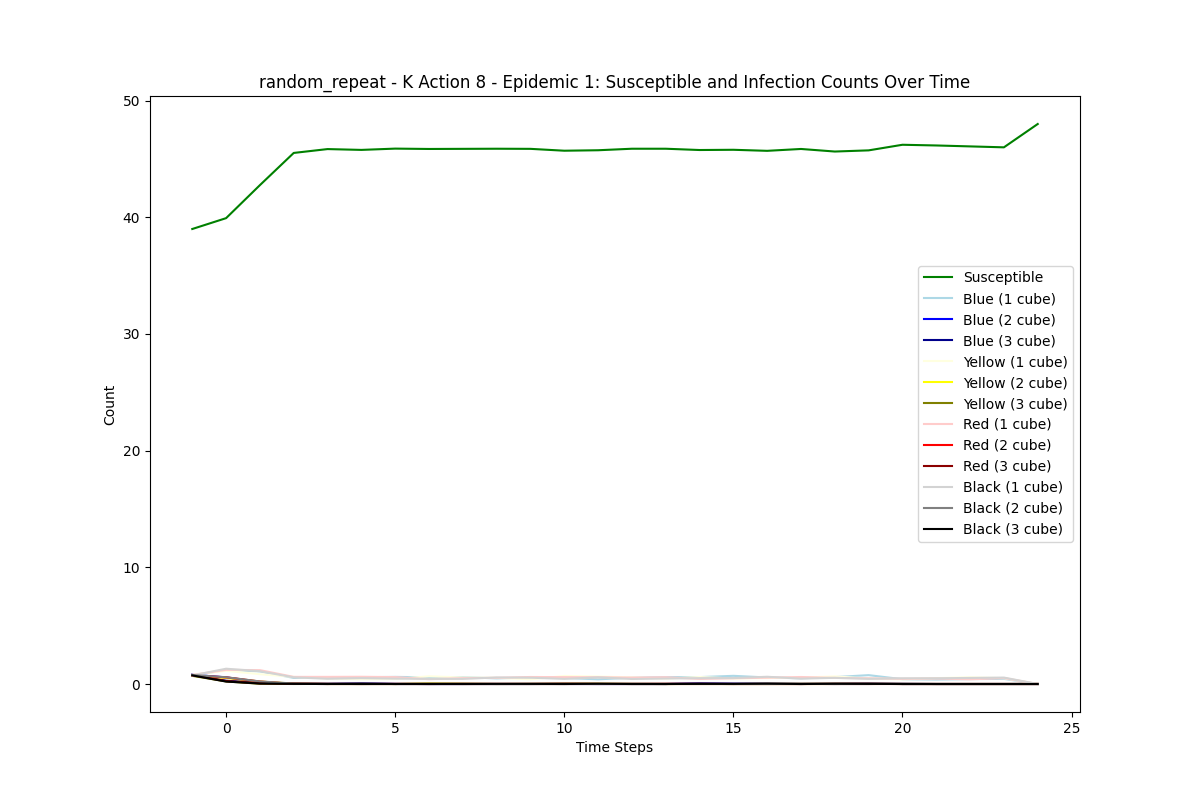 random_repeat - K Action 8 - Epidemic 1: Susceptible and Infection Counts Over Time
50
40
30
20
10
0
Count
Susceptible
Blue (1 cube)
Blue (2 cube)
Blue (3 cube)
Yellow (1 cube)
Yellow (2 cube)
Yellow (3 cube)
Red (1 cube)
Red (2 cube)
Red (3 cube)
Black (1 cube)
Black (2 cube)
Black (3 cube)
0 5 10 15 20 25
Time Steps